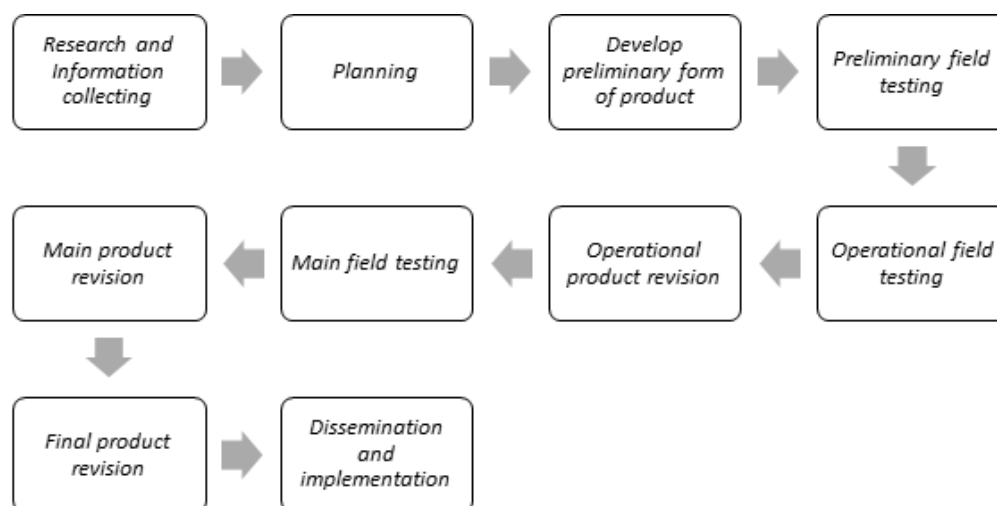 Research and
Information
collecting
Planning
Develop
preliminary form
of product
Preliminary field
testing
Operational field
testing
Operational
product revision
Main field testing
Main product
revision
Final product
revision
Dissemination
and
implementation